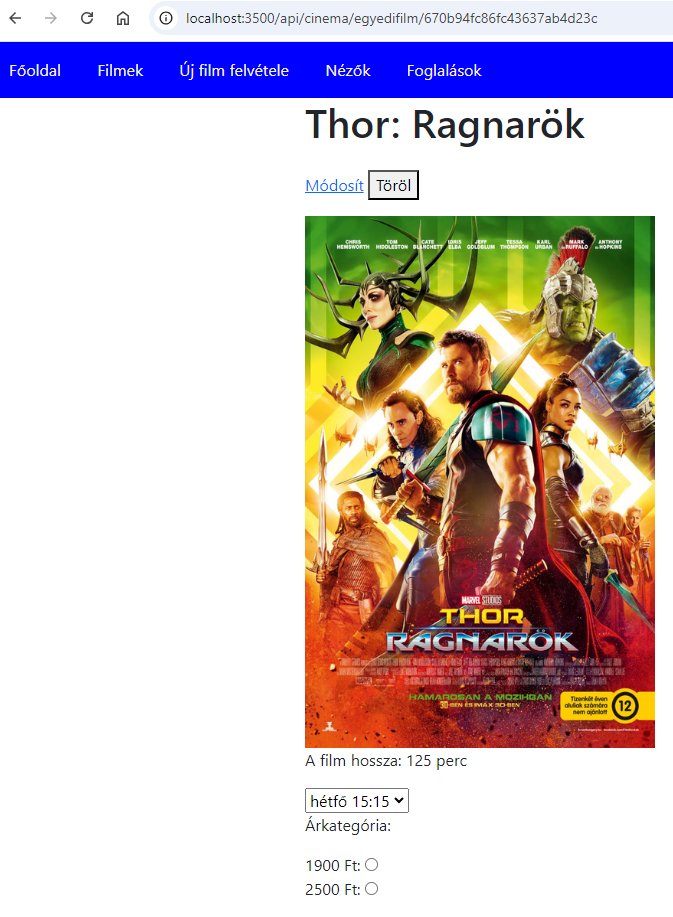 localhost:3500/api/cinema/egyedifilm/670b94fc86fc43637ab4d23c
Főoldal Filmek Új film felvétele Nézők Foglalások
Thor: Ragnarök
Módosít Töröl
CHRIS HEMSWORTH TOM HIDDLESTON CATE BLANCHETT IDRIS ELBA JEFF GOLDBLUM TESSA THOMPSON KARL URBAN MARK RUFFALO ANTHONY HOPKINS
MARVEL STUDIOS
THOR
RAGNARÖK
HAMAROSAN A MOZIKBAN
3D-BEN ÉS IMAX 3D-BEN
Tizenkét éven
aluliak számára
nem ajánlott
12
A film hossza: 125 perc
hétfő 15:15
Árkategória:
1900 Ft:
2500 Ft: